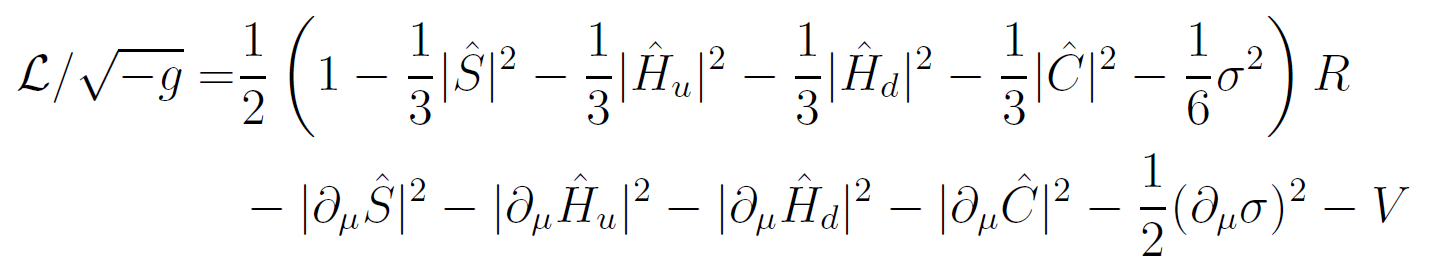 $\mathcal{L}/\sqrt{-g} = \frac{1}{2}\left(1 - \frac{1}{3}|\hat{S}|^2 - \frac{1}{3}|\hat{H}_u|^2 - \frac{1}{3}|\hat{H}_d|^2 - \frac{1}{3}|\hat{C}|^2 - \frac{1}{6}\sigma^2\right) R$
$- |\partial_\mu \hat{S}|^2 - |\partial_\mu \hat{H}_u|^2 - |\partial_\mu \hat{H}_d|^2 - |\partial_\mu \hat{C}|^2 - \frac{1}{2}(\partial_\mu \sigma)^2 - V$